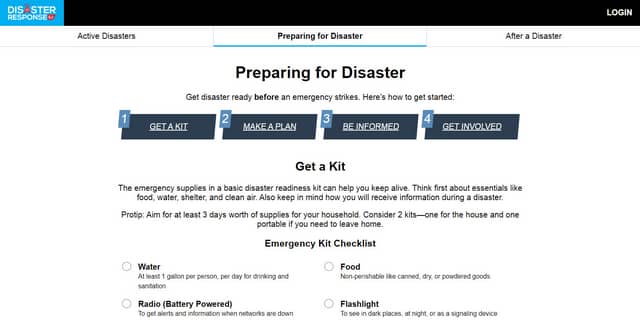 DISASTER
RESPONSE
LOGIN
Active Disasters
Preparing for Disaster
After a Disaster
Preparing for Disaster
Get disaster ready before an emergency strikes. Here's how to get started:
1 GET A KIT
2 MAKE A PLAN
3 BE INFORMED
4 GET INVOLVED
Get a Kit
The emergency supplies in a basic disaster readiness kit can help you keep alive. Think first about essentials like
food, water, shelter, and clean air. Also keep in mind how you will receive information during a disaster.
Protip: Aim for at least 3 days worth of supplies for your household. Consider 2 kits—one for the house and one
portable if you need to leave home.
Emergency Kit Checklist
Water
At least 1 gallon per person, per day for drinking and
sanitation
Food
Non-perishable like canned, dry, or powdered goods
Radio (Battery Powered)
To get alerts and information when networks are down
Flashlight
To see in dark places, at night, or as a signaling device